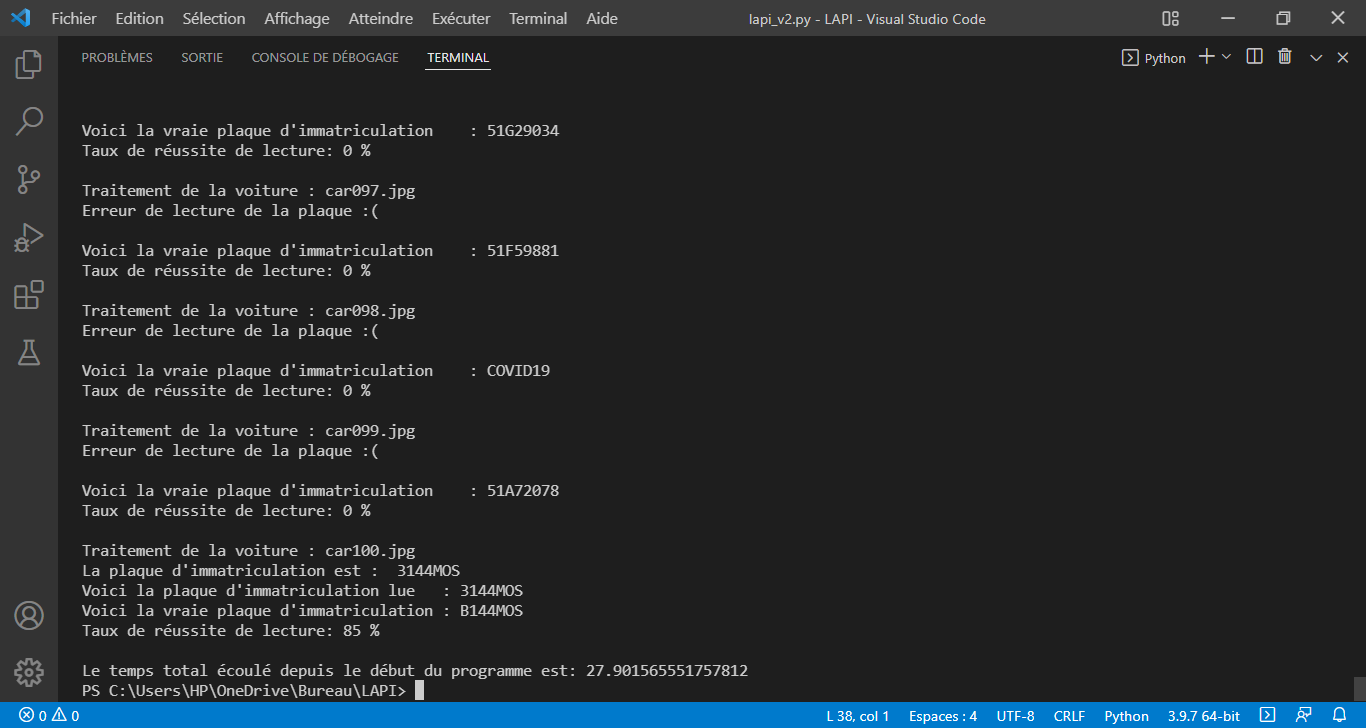 Fichier Edition Sélection Affichage Atteindre Exécuter Terminal Aide lapi_v2.py - LAPI - Visual Studio Code
PROBLÈMES SORTIE CONSOLE DE DÉBOGAGE TERMINAL Python
Voici la vraie plaque d'immatriculation    : 51G29034
Taux de réussite de lecture: 0 %
Traitement de la voiture : car097.jpg
Erreur de lecture de la plaque :(
Voici la vraie plaque d'immatriculation    : 51F59881
Taux de réussite de lecture: 0 %
Traitement de la voiture : car098.jpg
Erreur de lecture de la plaque :(
Voici la vraie plaque d'immatriculation    : COVID19
Taux de réussite de lecture: 0 %
Traitement de la voiture : car099.jpg
Erreur de lecture de la plaque :(
Voici la vraie plaque d'immatriculation    : 51A72078
Taux de réussite de lecture: 0 %
Traitement de la voiture : car100.jpg
La plaque d'immatriculation est :  3144MOS
Voici la plaque d'immatriculation lue   : 3144MOS
Voici la vraie plaque d'immatriculation : B144MOS
Taux de réussite de lecture: 85 %
Le temps total écoulé depuis le début du programme est: 27.901565551757812
PS C:\Users\HP\OneDrive\Bureau\LAPI>
0 0 L 38, col 1 Espaces : 4 UTF-8 CRLF Python 3.9.7 64-bit